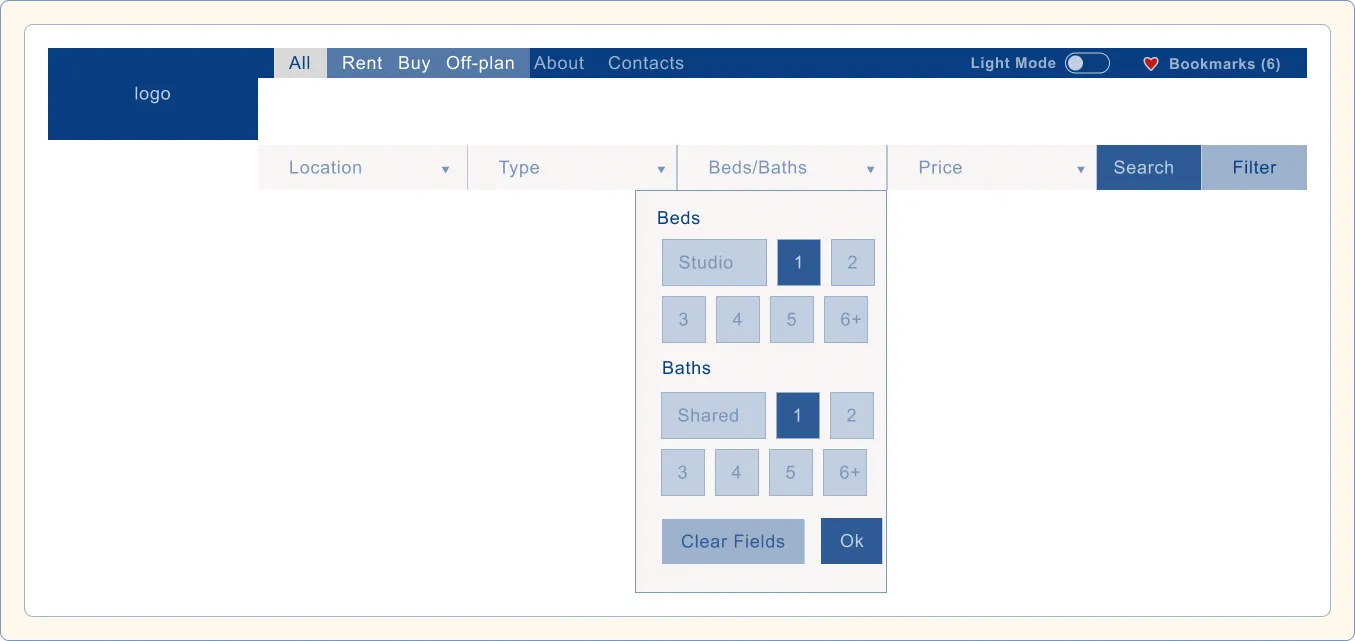 All Rent Buy Off-plan About Contacts Light Mode Bookmarks (6)
logo
Location Type Beds/Baths Price Search Filter
Beds
Studio 1 2
3 4 5 6+
Baths
Shared 1 2
3 4 5 6+
Clear Fields Ok